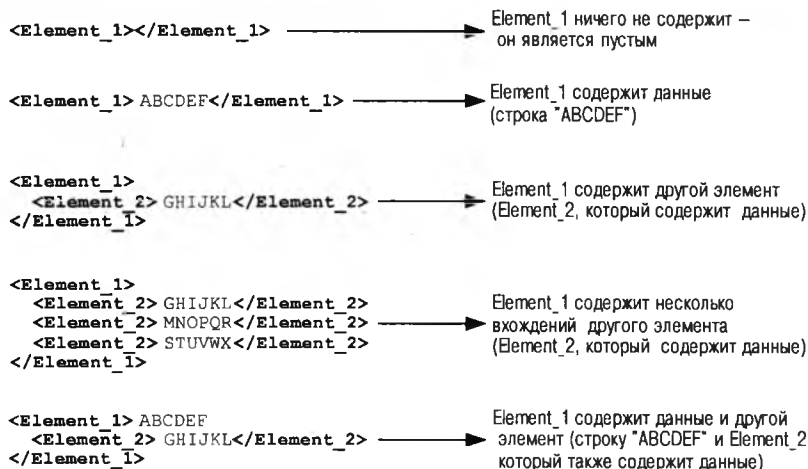 <Element_1></Element_1>
Element_1 ничего не содержит –
он является пустым
<Element_1> ABCDEF</Element_1>
Element_1 содержит данные
(строка "ABCDEF")
<Element_1>
<Element_2> GHIJKL</Element_2>
</Element_1>
Element_1 содержит другой элемент
(Element_2, который содержит данные)
<Element_1>
<Element_2> GHIJKL</Element_2>
<Element_2> MNOPQR</Element_2>
<Element_2> STUVWX</Element_2>
</Element_1>
Element_1 содержит несколько
вхождений другого элемента
(Element_2, который содержит данные)
<Element_1> ABCDEF
<Element_2> GHIJKL</Element_2>
</Element_1>
Element_1 содержит данные и другой
элемент (строку "ABCDEF" и Element_2
который также содержит данные)